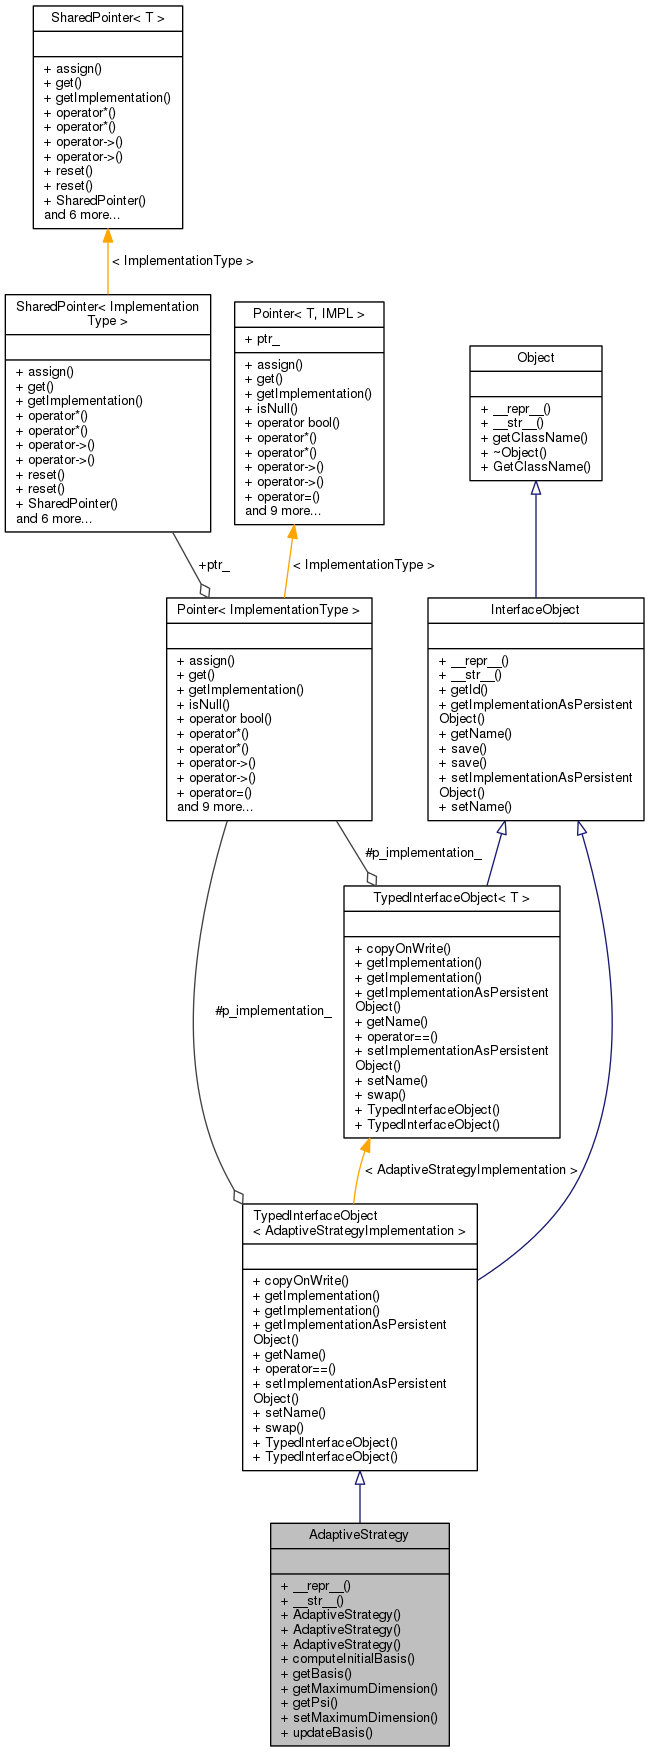 SharedPointer< T >
+ assign()
+ get()
+ getImplementation()
+ operator*()
+ operator*()
+ operator->()
+ operator->()
+ reset()
+ reset()
+ SharedPointer()
and 6 more...
< ImplementationType >
SharedPointer< Implementation
Type >
+ assign()
+ get()
+ getImplementation()
+ operator*()
+ operator*()
+ operator->()
+ operator->()
+ reset()
+ reset()
+ SharedPointer()
and 6 more...
Pointer< T, IMPL >
+ ptr_
+ assign()
+ get()
+ getImplementation()
+ isNull()
+ operator bool()
+ operator*()
+ operator*()
+ operator->()
+ operator->()
+ operator=()
and 9 more...
Object
+ __repr__()
+ __str__()
+ getClassName()
+ ~Object()
+ GetClassName()
+ptr_
< ImplementationType >
Pointer< ImplementationType >
+ assign()
+ get()
+ getImplementation()
+ isNull()
+ operator bool()
+ operator*()
+ operator*()
+ operator->()
+ operator->()
+ operator=()
and 9 more...
InterfaceObject
+ __repr__()
+ __str__()
+ getId()
+ getImplementationAsPersistent
Object()
+ getName()
+ save()
+ save()
+ setImplementationAsPersistent
Object()
+ setName()
#p_implementation_
TypedInterfaceObject< T >
+ copyOnWrite()
+ getImplementation()
+ getImplementation()
+ getImplementationAsPersistent
Object()
+ getName()
+ operator==()
+ setImplementationAsPersistent
Object()
+ setName()
+ swap()
+ TypedInterfaceObject()
+ TypedInterfaceObject()
#p_implementation_
< AdaptiveStrategyImplementation >
TypedInterfaceObject
< AdaptiveStrategyImplementation >
+ copyOnWrite()
+ getImplementation()
+ getImplementation()
+ getImplementationAsPersistent
Object()
+ getName()
+ operator==()
+ setImplementationAsPersistent
Object()
+ setName()
+ swap()
+ TypedInterfaceObject()
+ TypedInterfaceObject()
AdaptiveStrategy
+ __repr__()
+ __str__()
+ AdaptiveStrategy()
+ AdaptiveStrategy()
+ AdaptiveStrategy()
+ computeInitialBasis()
+ getBasis()
+ getMaximumDimension()
+ getPsi()
+ setMaximumDimension()
+ updateBasis()